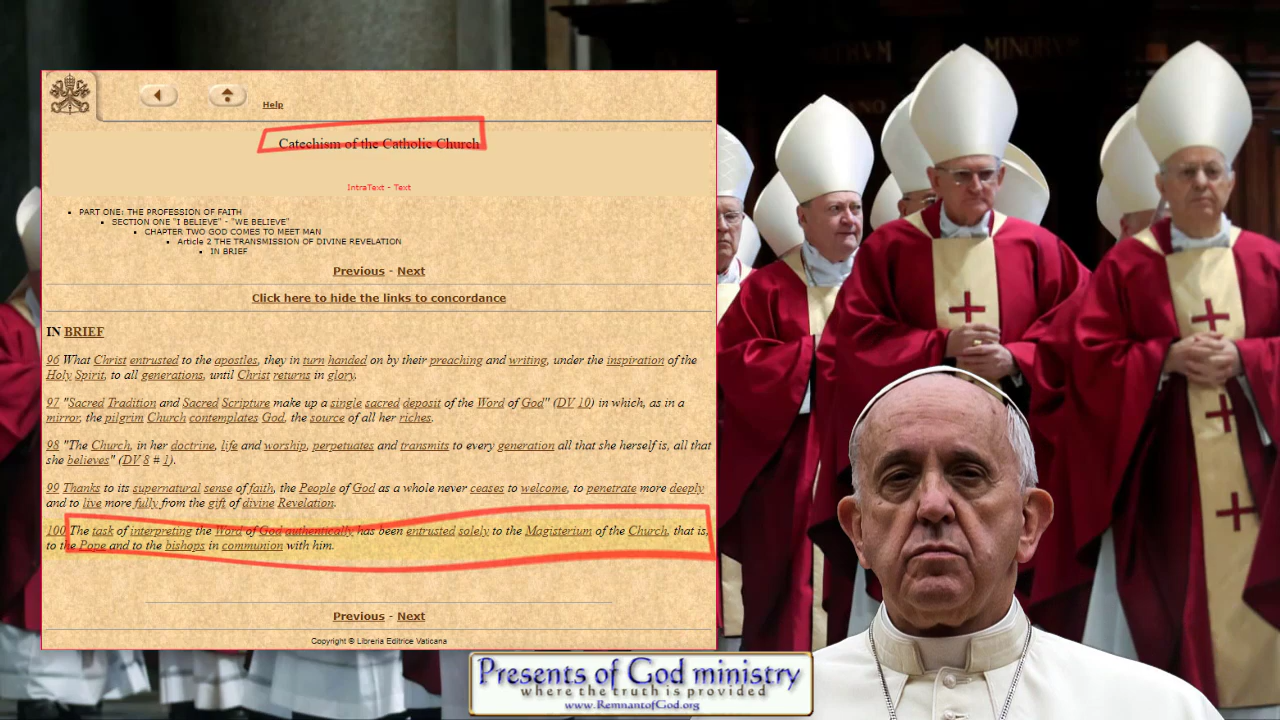 TRVM MINORVM
Help
Catechism of the Catholic Church
IntraText - Text
PART ONE: THE PROFESSION OF FAITH
SECTION ONE "I BELIEVE" - "WE BELIEVE"
CHAPTER TWO GOD COMES TO MEET MAN
Article 2 THE TRANSMISSION OF DIVINE REVELATION
IN BRIEF
Previous - Next
Click here to hide the links to concordance
IN BRIEF
96 What Christ entrusted to the apostles, they in turn handed on by their preaching and writing, under the inspiration of the
Holy Spirit, to all generations, until Christ returns in glory.
97 "Sacred Tradition and Sacred Scripture make up a single sacred deposit of the Word of God" (DV 10) in which, as in a
mirror, the pilgrim Church contemplates God, the source of all her riches.
98 "The Church, in her doctrine, life and worship, perpetuates and transmits to every generation all that she herself is, all that
she believes" (DV 8 # 1).
99 Thanks to its supernatural sense of faith, the People of God as a whole never ceases to welcome, to penetrate more deeply
and to live more fully from the gift of divine Revelation.
100 The task of interpreting the Word of God authentically has been entrusted solely to the Magisterium of the Church, that is,
to the Pope and to the bishops in communion with him.
Previous - Next
Copyright © Libreria Editrice Vaticana
Presents of God ministry
where the truth is provided
www.RemnantofGod.org